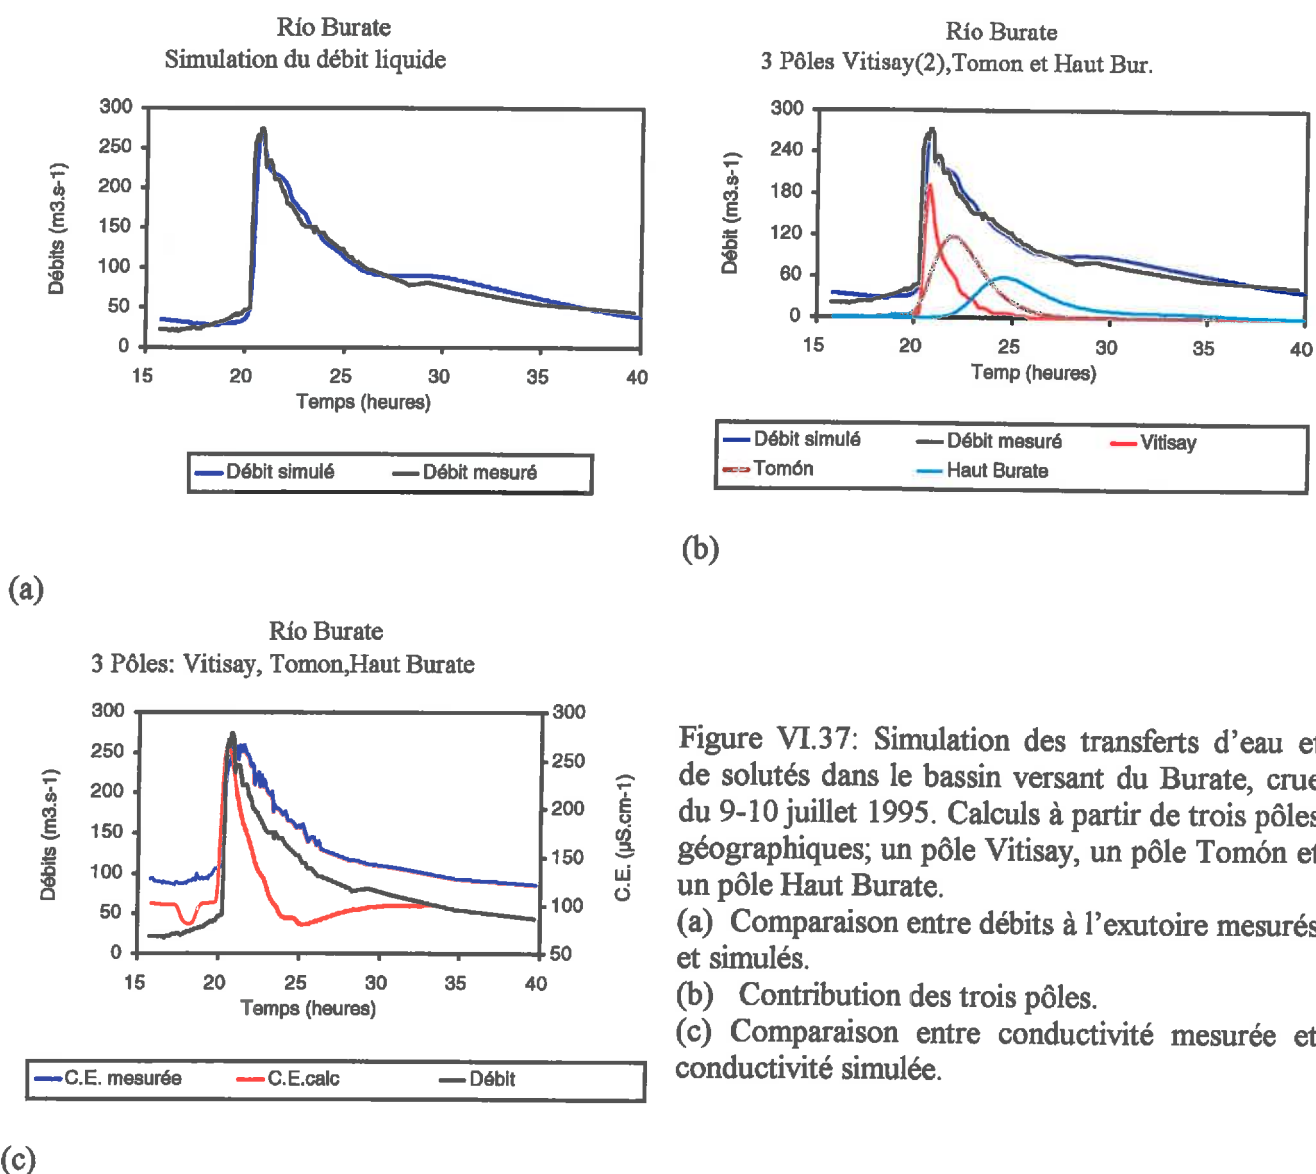 Río Burate
Simulation du débit liquide
300
250
200
150
100
50
0
Débits (m3.s-1)
15 20 25 30 35 40
Temps (heures)
Débit simulé Débit mesuré
(a)
Río Burate
3 Pôles Vitisay(2),Tomon et Haut Bur.
300
240
180
120
60
0
Débit (m3.s-1)
15 20 25 30 35 40
Temp (heures)
Débit simulé Débit mesuré Vitisay
Tomón Haut Burate
(b)
Río Burate
3 Pôles: Vitisay, Tomon,Haut Burate
300
250
200
150
100
50
0
Débits (m3.s-1)
300
250
200
150
100
50
C.E. (µS.cm-1)
15 20 25 30 35 40
Temps (heures)
C.E. mesurée C.E.calc Débit
(c)
Figure VI.37: Simulation des transferts d'eau et
de solutés dans le bassin versant du Burate, crue
du 9-10 juillet 1995. Calculs à partir de trois pôles
géographiques; un pôle Vitisay, un pôle Tomón et
un pôle Haut Burate.
(a) Comparaison entre débits à l'exutoire mesurés
et simulés.
(b) Contribution des trois pôles.
(c) Comparaison entre conductivité mesurée et
conductivité simulée.